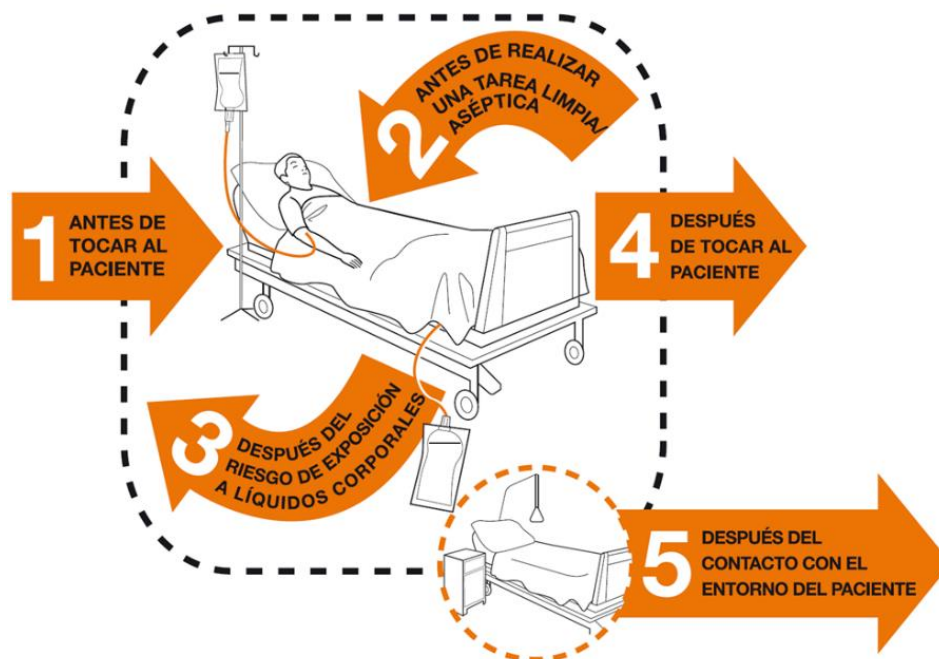 1 ANTES DE
TOCAR AL
PACIENTE
2 ANTES DE REALIZAR
UNA TAREA LIMPIA/
ASÉPTICA
3 DESPUÉS DEL
RIESGO DE EXPOSICIÓN
A LÍQUIDOS CORPORALES
4 DESPUÉS
DE TOCAR AL
PACIENTE
5 DESPUÉS DEL
CONTACTO CON EL
ENTORNO DEL PACIENTE